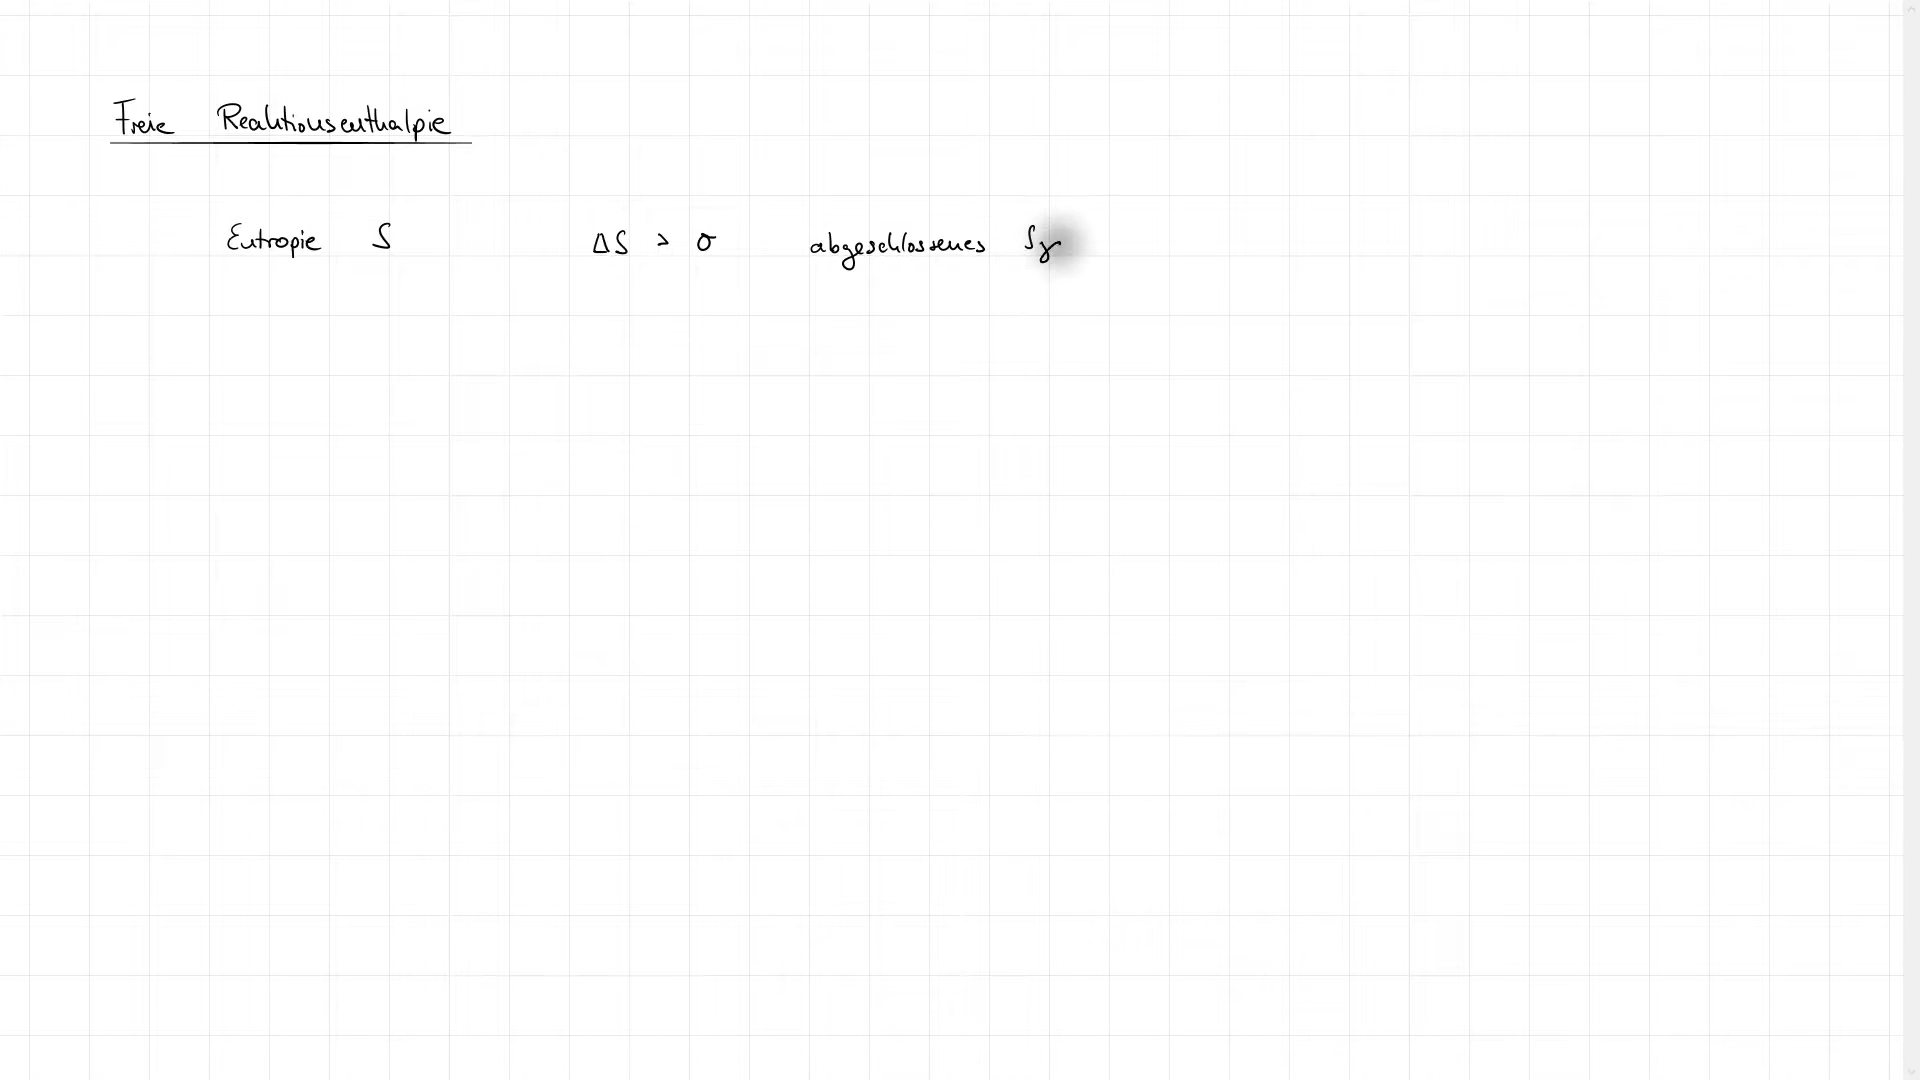 Freie Reaktionsenthalpie
Entropie S ΔS > 0 abgeschlossenes Sy